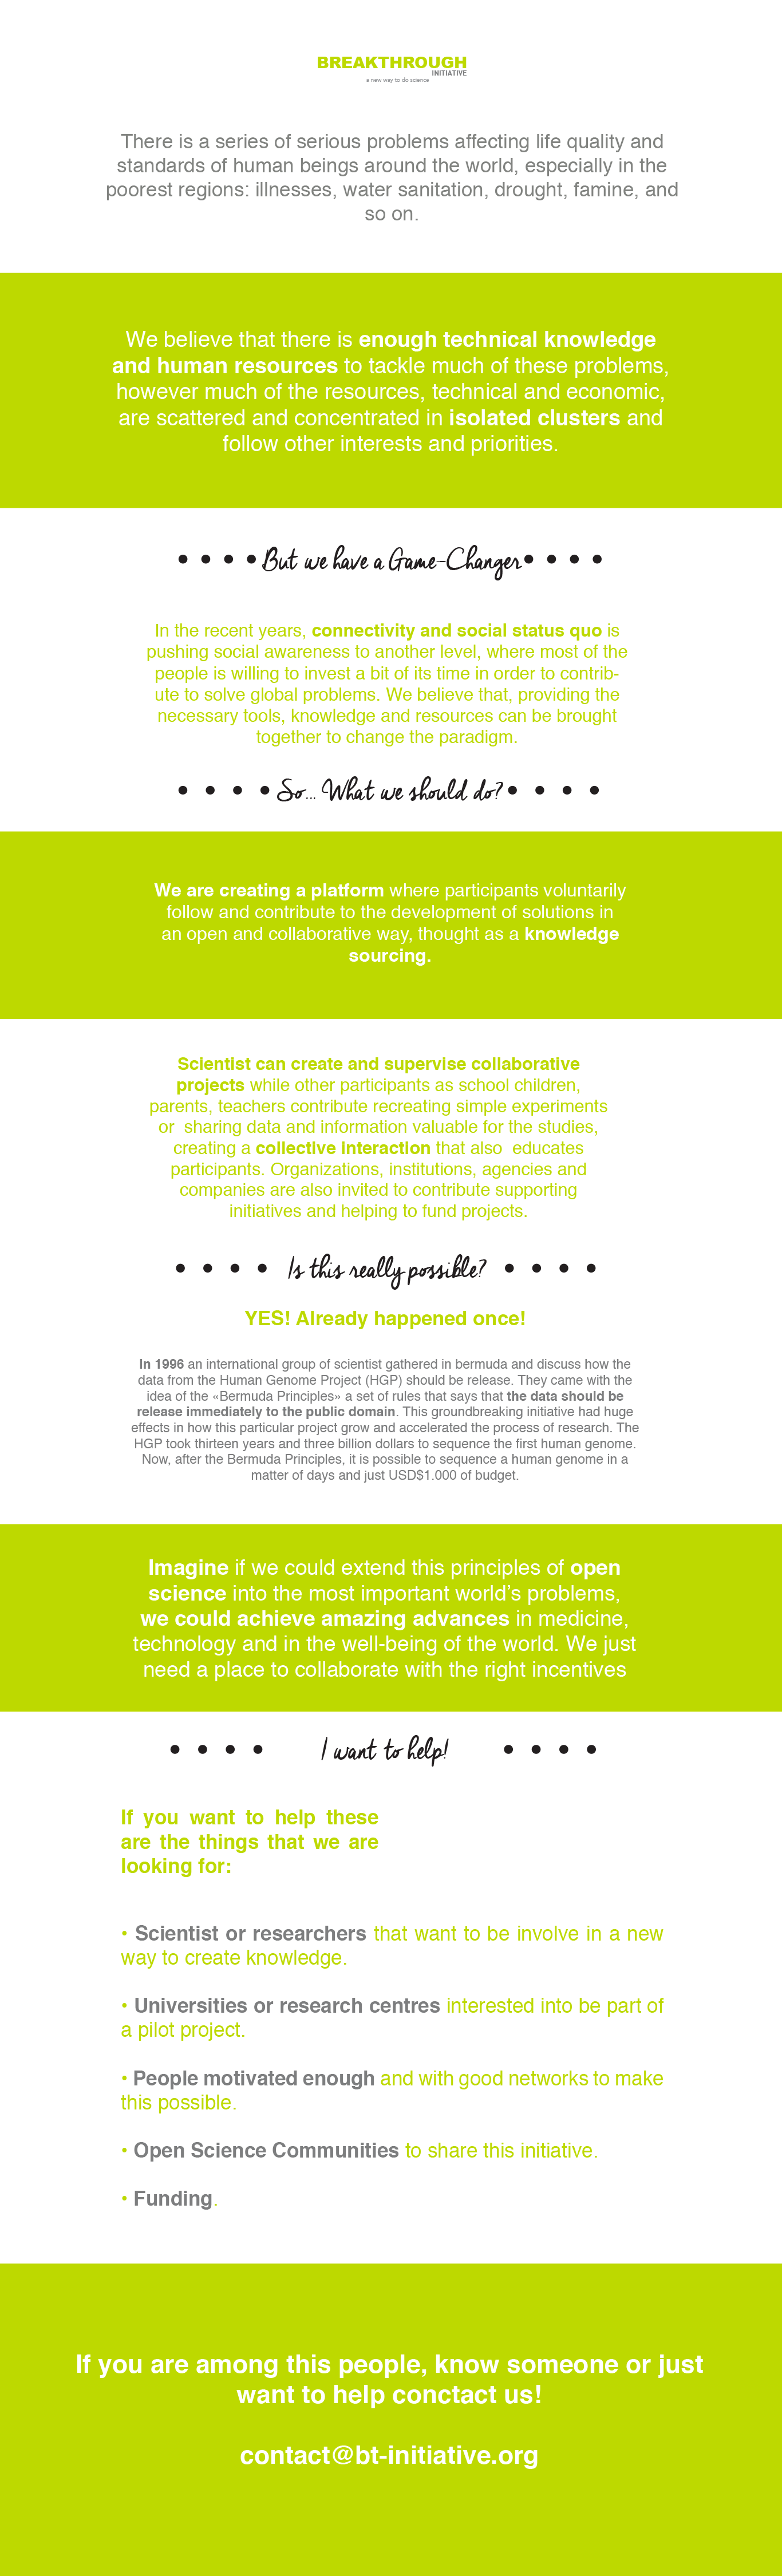 BREAKTHROUGH
INITIATIVE
a new way to do science
There is a series of serious problems affecting life quality and
standards of human beings around the world, especially in the
poorest regions: illnesses, water sanitation, drought, famine, and
so on.
We believe that there is enough technical knowledge
and human resources to tackle much of these problems,
however much of the resources, technical and economic,
are scattered and concentrated in isolated clusters and
follow other interests and priorities.
But we have a Game-Changer
In the recent years, connectivity and social status quo is
pushing social awareness to another level, where most of the
people is willing to invest a bit of its time in order to contrib-
ute to solve global problems. We believe that, providing the
necessary tools, knowledge and resources can be brought
together to change the paradigm.
So... What we should do?
We are creating a platform where participants voluntarily
follow and contribute to the development of solutions in
an open and collaborative way, thought as a knowledge
sourcing.
Scientist can create and supervise collaborative
projects while other participants as school children,
parents, teachers contribute recreating simple experiments
or sharing data and information valuable for the studies,
creating a collective interaction that also educates
participants. Organizations, institutions, agencies and
companies are also invited to contribute supporting
initiatives and helping to fund projects.
Is this really possible?
YES! Already happened once!
In 1996 an international group of scientist gathered in bermuda and discuss how the
data from the Human Genome Project (HGP) should be release. They came with the
idea of the «Bermuda Principles» a set of rules that says that the data should be
release immediately to the public domain. This groundbreaking initiative had huge
effects in how this particular project grow and accelerated the process of research. The
HGP took thirteen years and three billion dollars to sequence the first human genome.
Now, after the Bermuda Principles, it is possible to sequence a human genome in a
matter of days and just USD$1.000 of budget.
Imagine if we could extend this principles of open
science into the most important world's problems,
we could achieve amazing advances in medicine,
technology and in the well-being of the world. We just
need a place to collaborate with the right incentives
I want to help!
If you want to help these
are the things that we are
looking for:
• Scientist or researchers that want to be involve in a new
way to create knowledge.
• Universities or research centres interested into be part of
a pilot project.
• People motivated enough and with good networks to make
this possible.
• Open Science Communities to share this initiative.
• Funding.
If you are among this people, know someone or just
want to help conctact us!
contact@bt-initiative.org